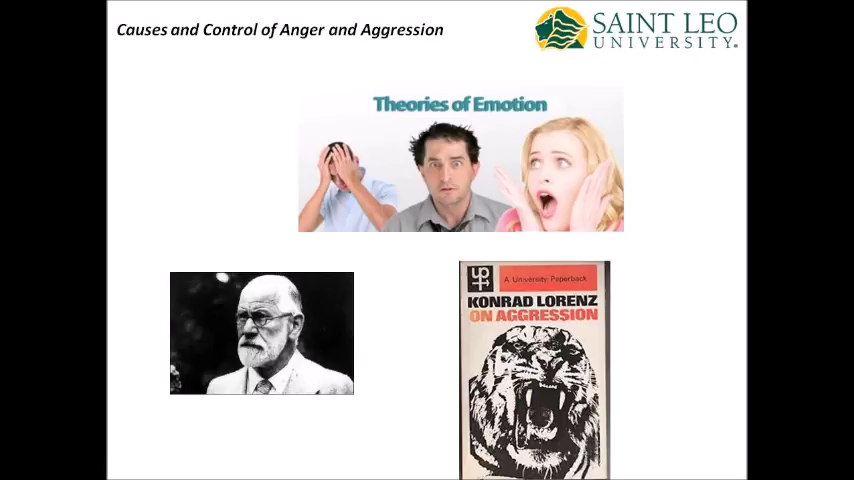 Causes and Control of Anger and Aggression
SAINT LEO
UNIVERSITY®
Theories of Emotion
up
A University Paperback
KONRAD LORENZ
ON AGGRESSION